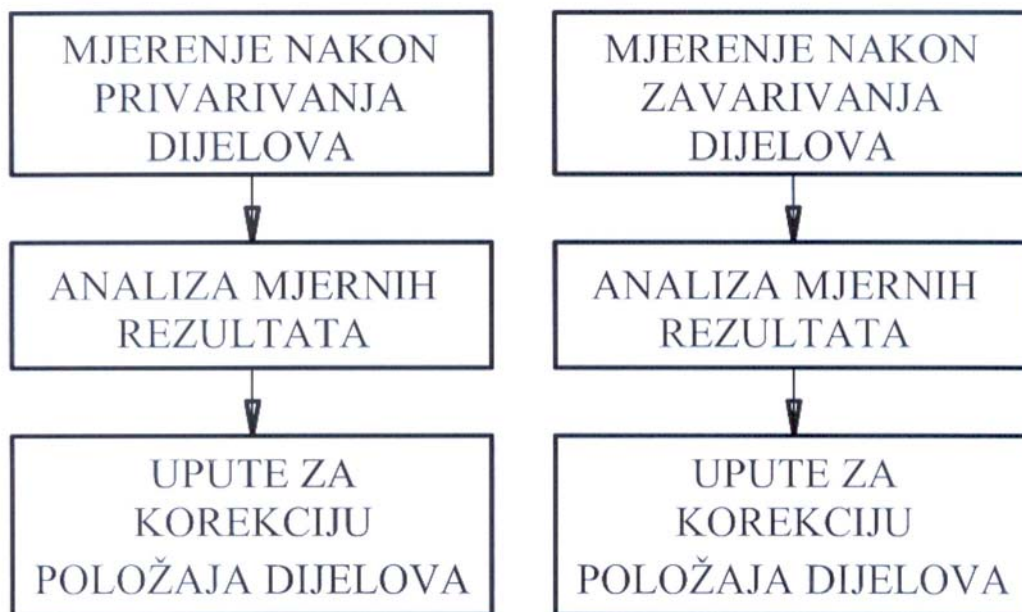 MJERENJE NAKON
PRIVARIVANJA
DIJELOVA
ANALIZA MJERNIH
REZULTATA
UPUTE ZA
KOREKCIJU
POLOŽAJA DIJELOVA
MJERENJE NAKON
ZAVARIVANJA
DIJELOVA
ANALIZA MJERNIH
REZULTATA
UPUTE ZA
KOREKCIJU
POLOŽAJA DIJELOVA